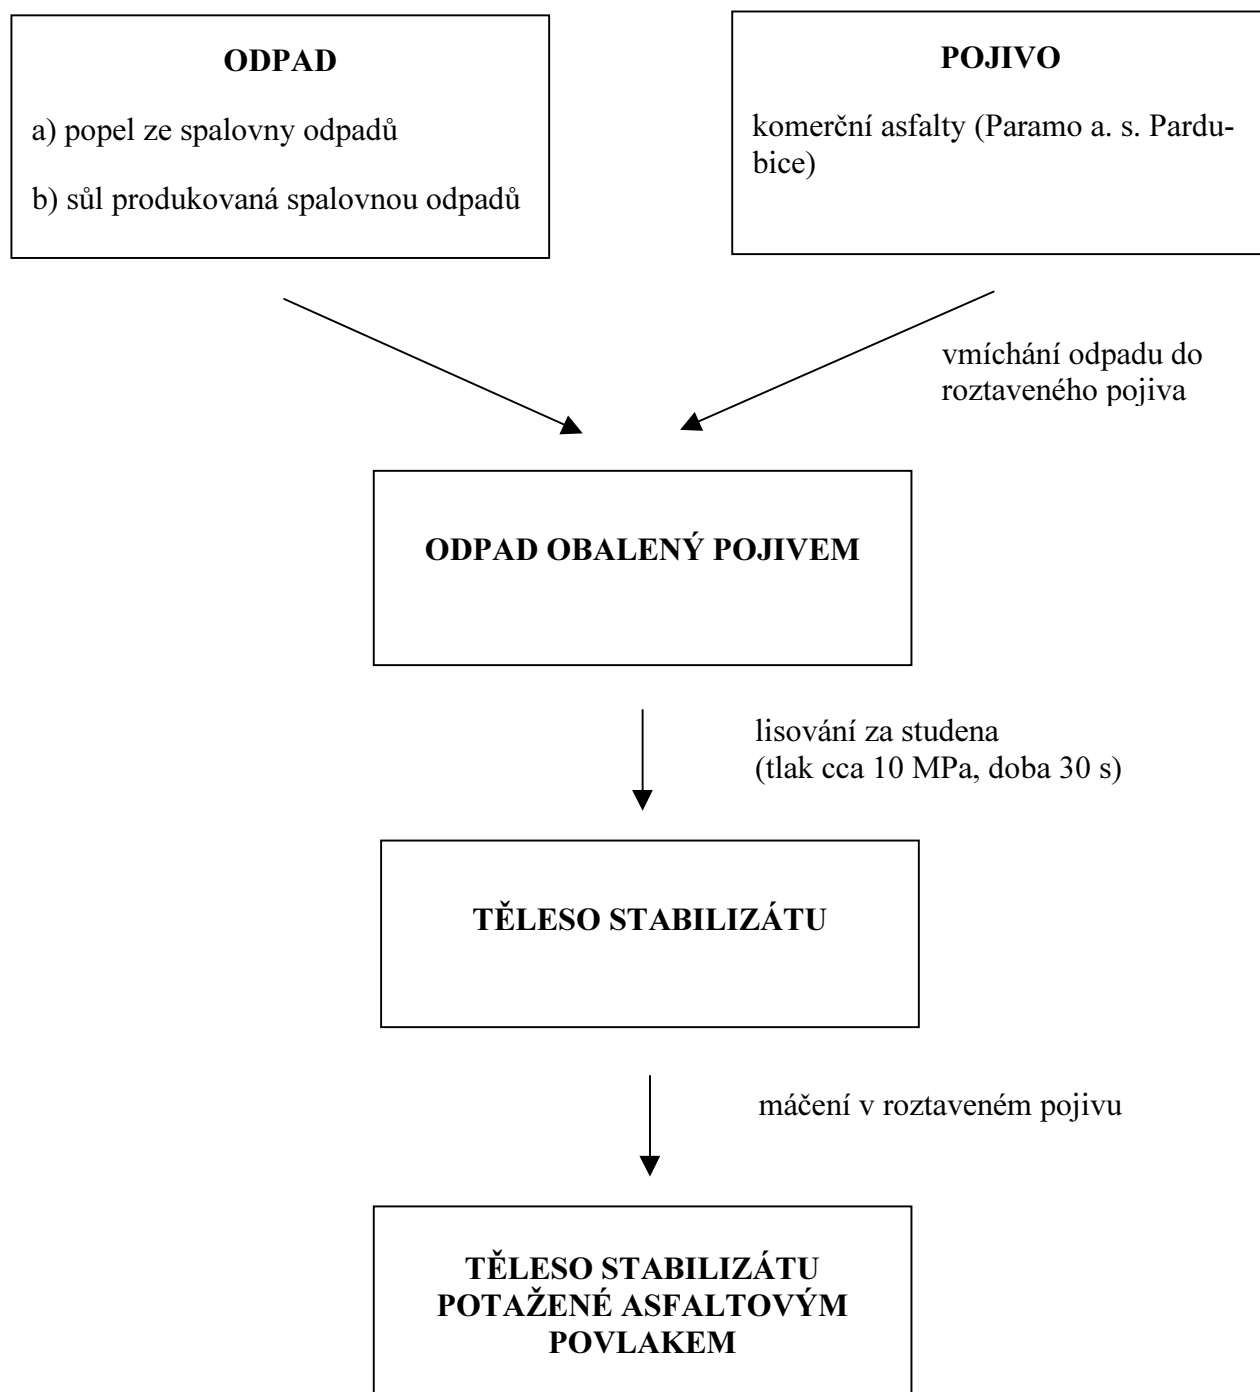 ODPAD
a) popel ze spalovny odpadů
b) sůl produkovaná spalovnou odpadů
POJIVO
komerční asfalty (Paramo a. s. Pardu-
bice)
vmíchání odpadu do
roztaveného pojiva
ODPAD OBALENÝ POJIVEM
lisování za studena
(tlak cca 10 MPa, doba 30 s)
TĚLESO STABILIZÁTU
máčení v roztaveném pojivu
TĚLESO STABILIZÁTU
POTAŽENÉ ASFALTOVÝM
POVLAKEM